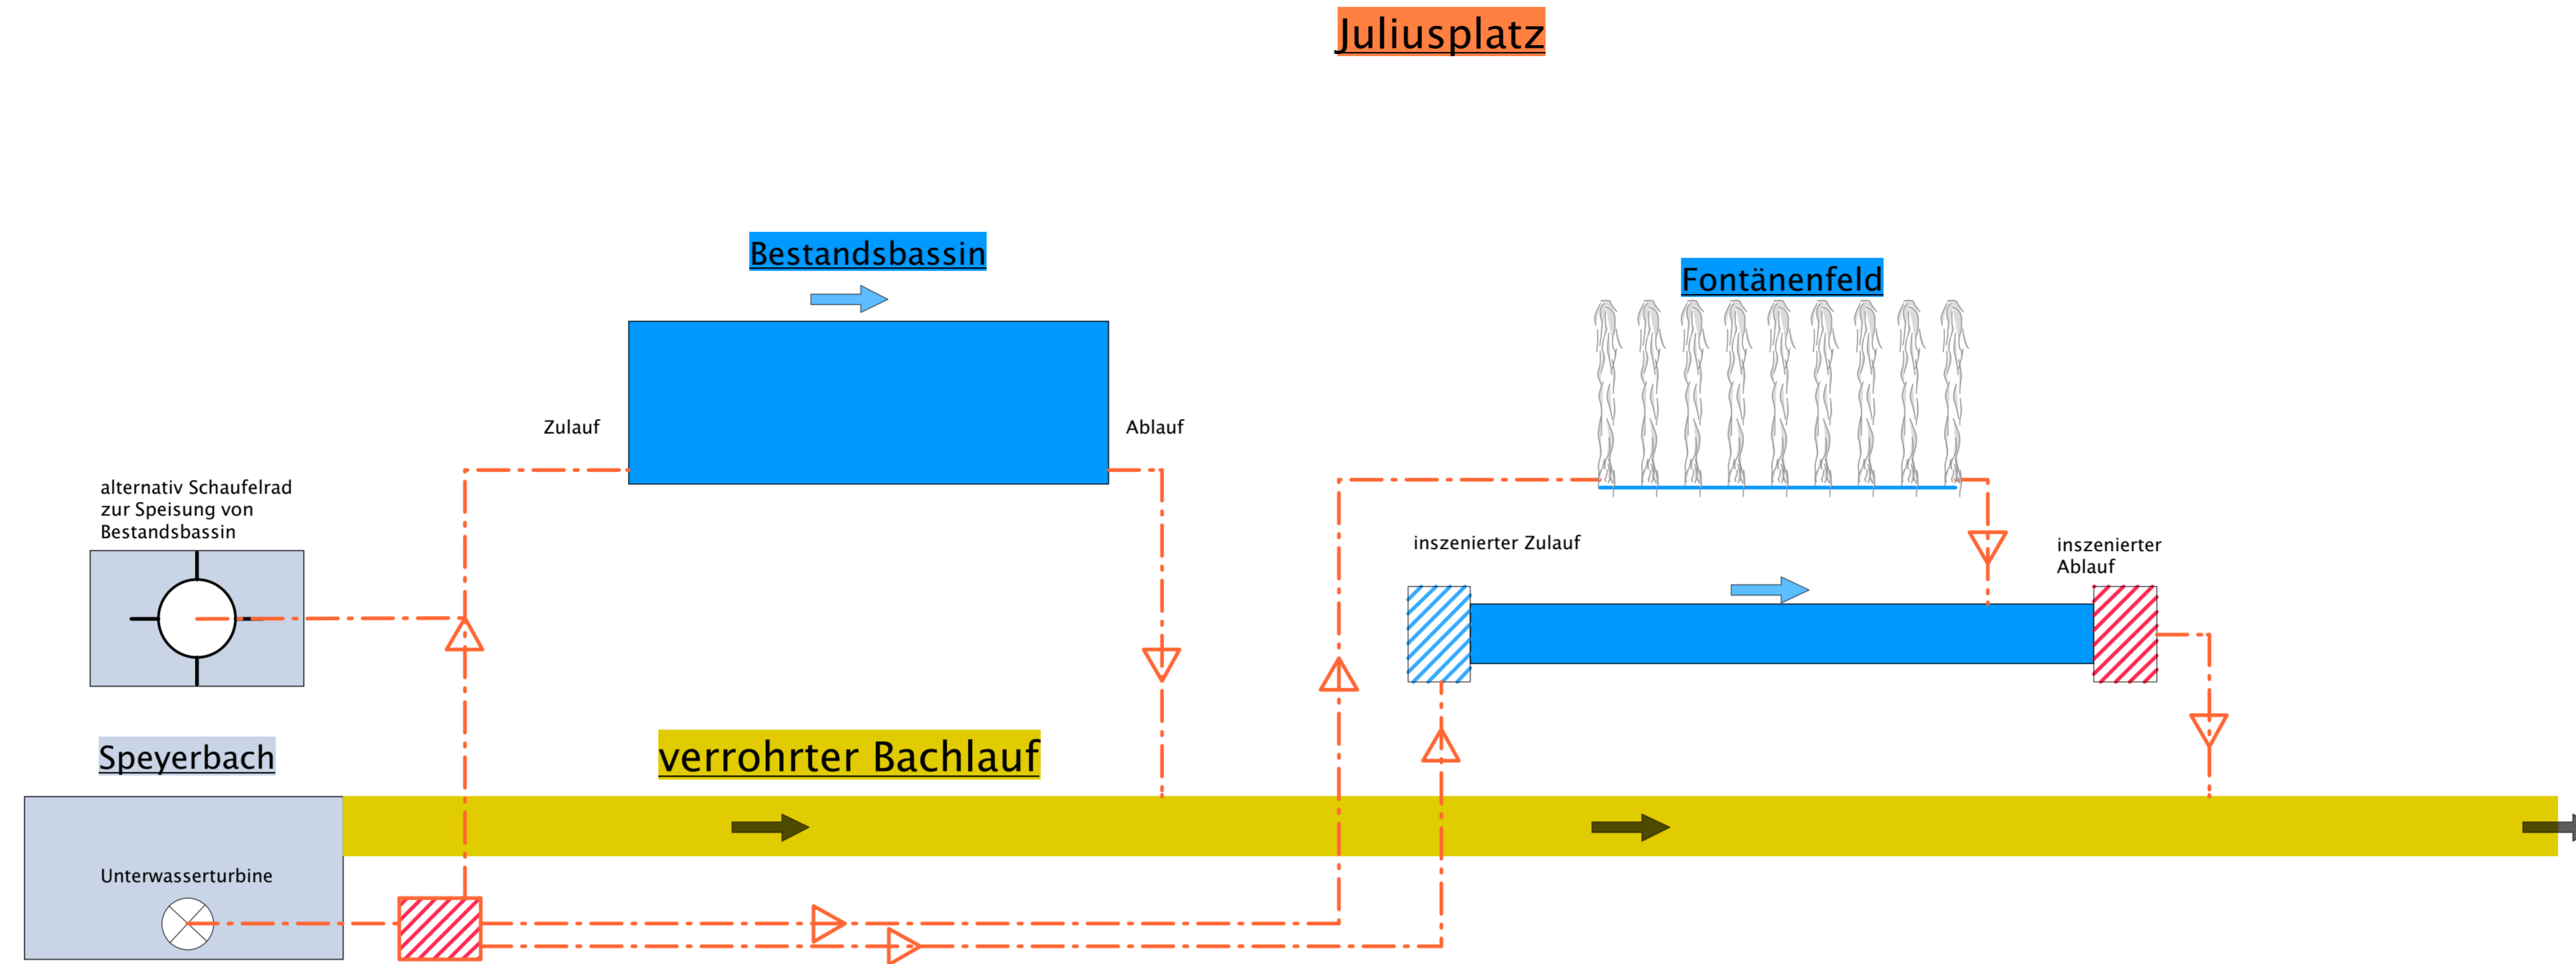 Juliusplatz
Bestandsbassin
Fontänenfeld
Zulauf
Ablauf
alternativ Schaufelrad
zur Speisung von
Bestandsbassin
inszenierter Zulauf
inszenierter
Ablauf
Speyerbach
verrohrter Bachlauf
Unterwasserturbine